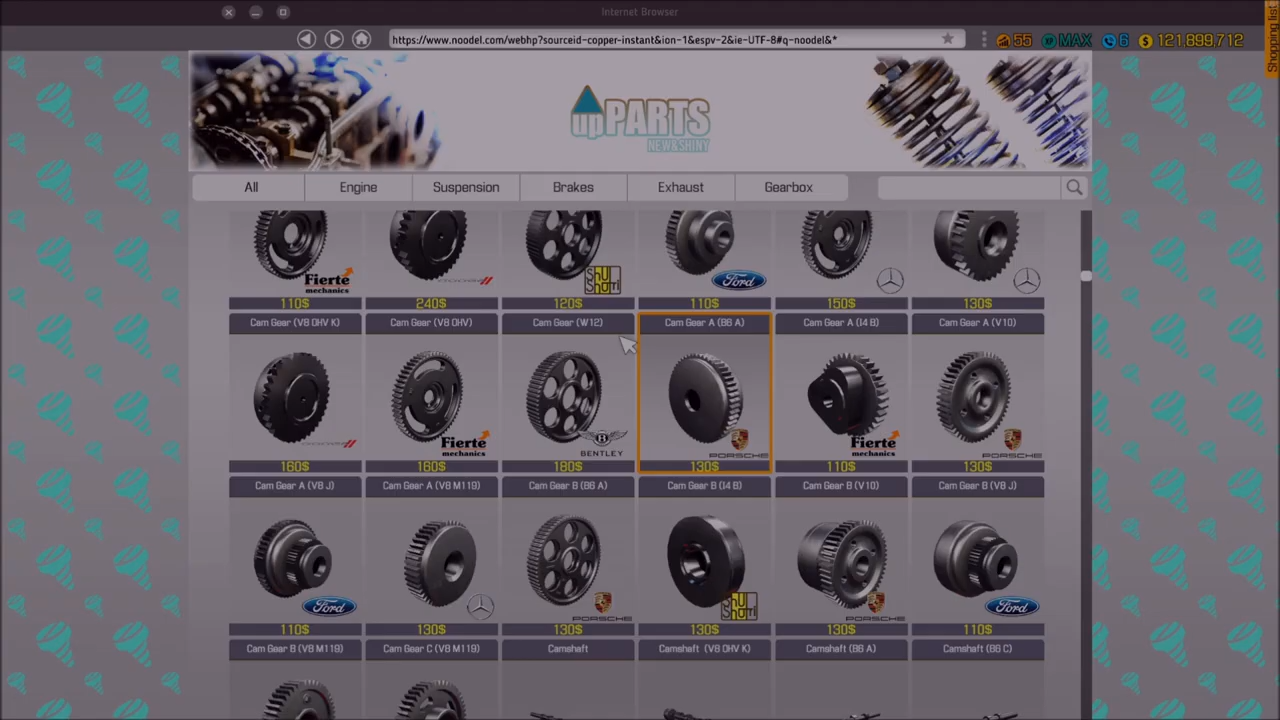 Internet Browser
Shopping list
https://www.noodel.com/webhp?sourceid-copper-instant&ion-1&espv-2&ie-UTF-8#q-noodel&*
55 XP MAX 6 $ 121,899,712
upPARTS
NEW&SHINY
All Engine Suspension Brakes Exhaust Gearbox
Fierte mechanics
Ford
110$ 240$ 120$ 110$ 150$ 130$
Cam Gear (V8 OHV K) Cam Gear (V8 OHV) Cam Gear (W12) Cam Gear A (B6 A) Cam Gear A (I4 B) Cam Gear A (V10)
Fierte mechanics
BENTLEY
PORSCHE
Fierte mechanics
PORSCHE
160$ 160$ 180$ 130$ 110$ 130$
Cam Gear A (V8 J) Cam Gear A (V8 M119) Cam Gear B (B6 A) Cam Gear B (I4 B) Cam Gear B (V10) Cam Gear B (V8 J)
Ford
PORSCHE
PORSCHE
Ford
110$ 130$ 130$ 130$ 130$ 110$
Cam Gear B (V8 M119) Cam Gear C (V8 M119) Camshaft Camshaft (V8 OHV K) Camshaft (B6 A) Camshaft (B6 C)